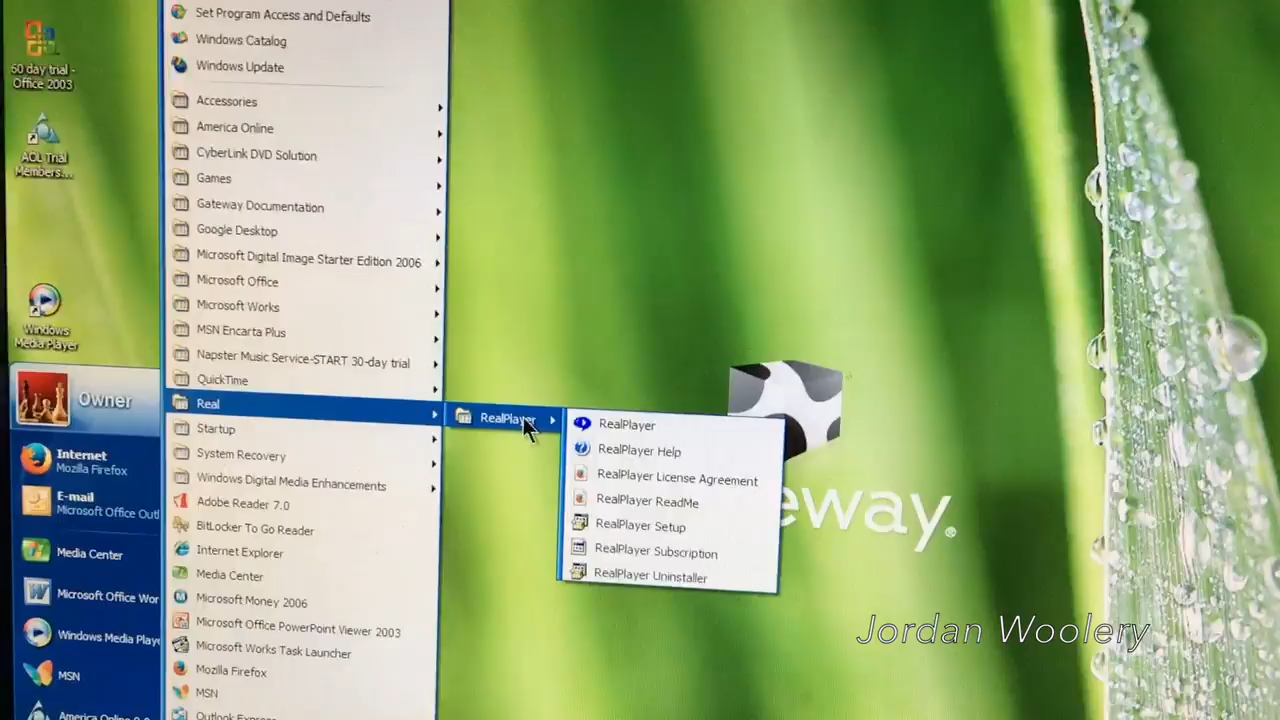 60 day trial -
Office 2003
AOL Trial
Members...
Windows
Media Player
Owner
Internet
Mozilla Firefox
E-mail
Microsoft Office Outl
Media Center
Microsoft Office Wor
Windows Media Playe
MSN
America Online 9.0
Set Program Access and Defaults
Windows Catalog
Windows Update
Accessories
America Online
CyberLink DVD Solution
Games
Gateway Documentation
Google Desktop
Microsoft Digital Image Starter Edition 2006
Microsoft Office
Microsoft Works
MSN Encarta Plus
Napster Music Service-START 30-day trial
QuickTime
Real
Startup
System Recovery
Windows Digital Media Enhancements
Adobe Reader 7.0
BitLocker To Go Reader
Internet Explorer
Media Center
Microsoft Money 2006
Microsoft Office PowerPoint Viewer 2003
Microsoft Works Task Launcher
Mozilla Firefox
MSN
Outlook Express
RealPlayer
RealPlayer
RealPlayer Help
RealPlayer License Agreement
RealPlayer ReadMe
RealPlayer Setup
RealPlayer Subscription
RealPlayer Uninstaller
eway.
Jordan Woolery